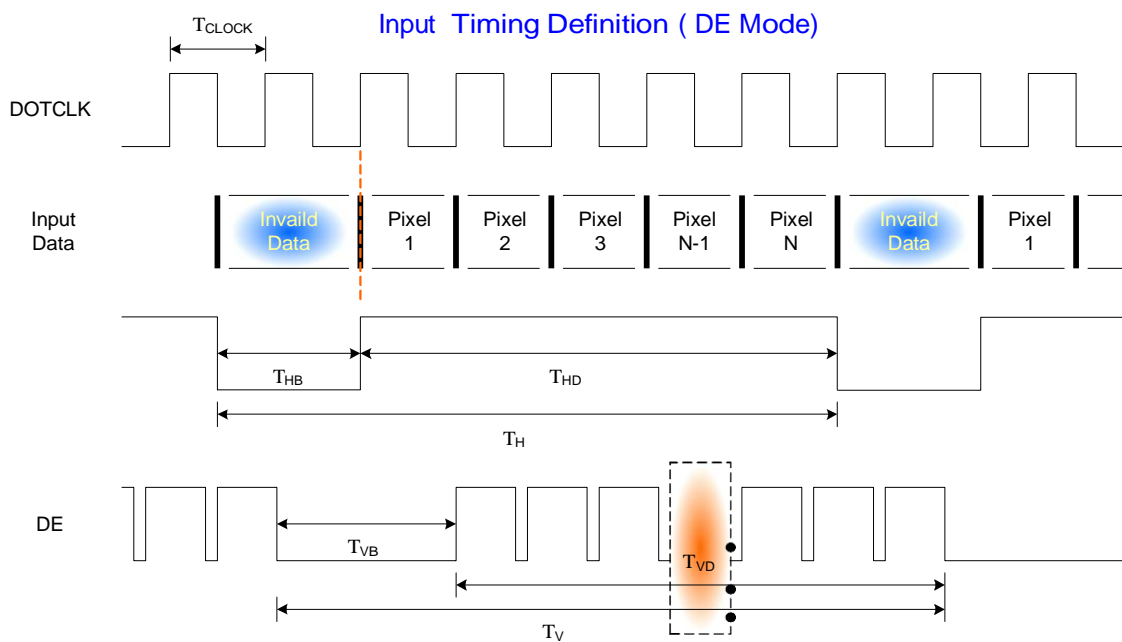 Input Timing Definition ( DE Mode)
TCLOCK
DOTCLK
Input
Data
Invaild
Data
Pixel
1
Pixel
2
Pixel
3
Pixel
N-1
Pixel
N
Invaild
Data
Pixel
1
THB
THD
TH
DE
TVB
TVD
TV